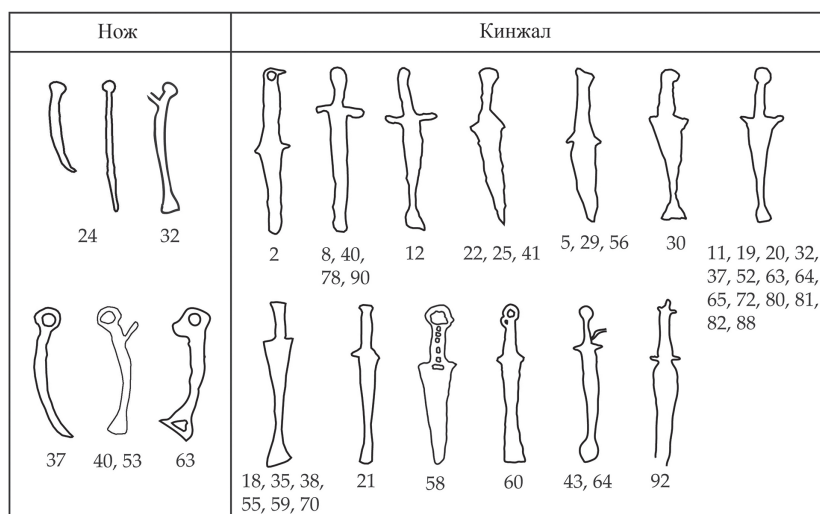 Нож
Кинжал
24
32
2
8, 40,
78, 90
12
22, 25, 41
5, 29, 56
30
11, 19, 20, 32,
37, 52, 63, 64,
65, 72, 80, 81,
82, 88
37
40, 53
63
18, 35, 38,
55, 59, 70
21
58
60
43, 64
92